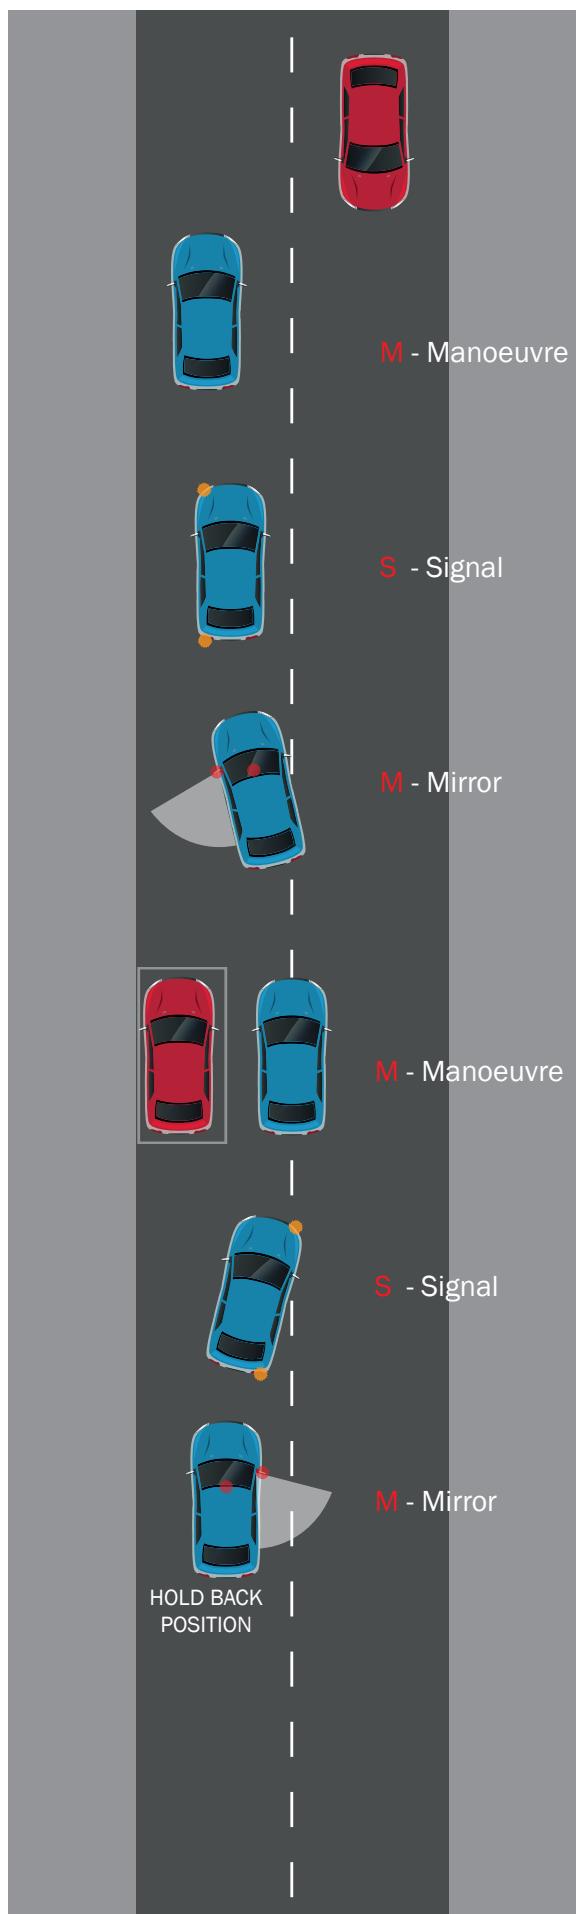 M - Manoeuvre
S - Signal
M - Mirror
M - Manoeuvre
S - Signal
M - Mirror
HOLD BACK
POSITION